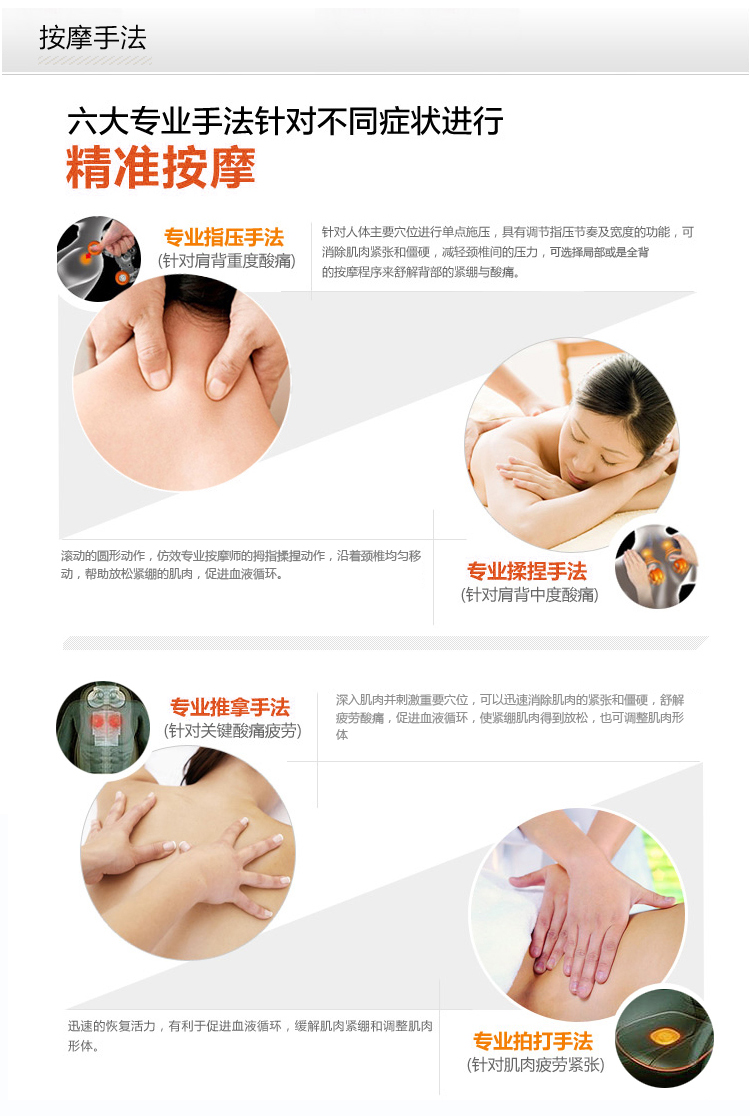 按摩手法
六大专业手法针对不同症状进行
精准按摩
专业指压手法
(针对肩背重度酸痛)
针对人体主要穴位进行单点施压，具有调节指压节奏及宽度的功能，可
消除肌肉紧张和僵硬，减轻颈椎间的压力，可选择局部或是全背
的按摩程序来舒解背部的紧绷与酸痛。
滚动的圆形动作，仿效专业按摩师的拇指揉捏动作，沿着颈椎均匀移
动，帮助放松紧绷的肌肉，促进血液循环。
专业揉捏手法
(针对肩背中度酸痛)
专业推拿手法
(针对关键酸痛疲劳)
深入肌肉并刺激重要穴位，可以迅速消除肌肉的紧张和僵硬，舒解
疲劳酸痛，促进血液循环，使紧绷肌肉得到放松，也可调整肌肉形
体
迅速的恢复活力，有利于促进血液循环，缓解肌肉紧绷和调整肌肉
形体。
专业拍打手法
(针对肌肉疲劳紧张)